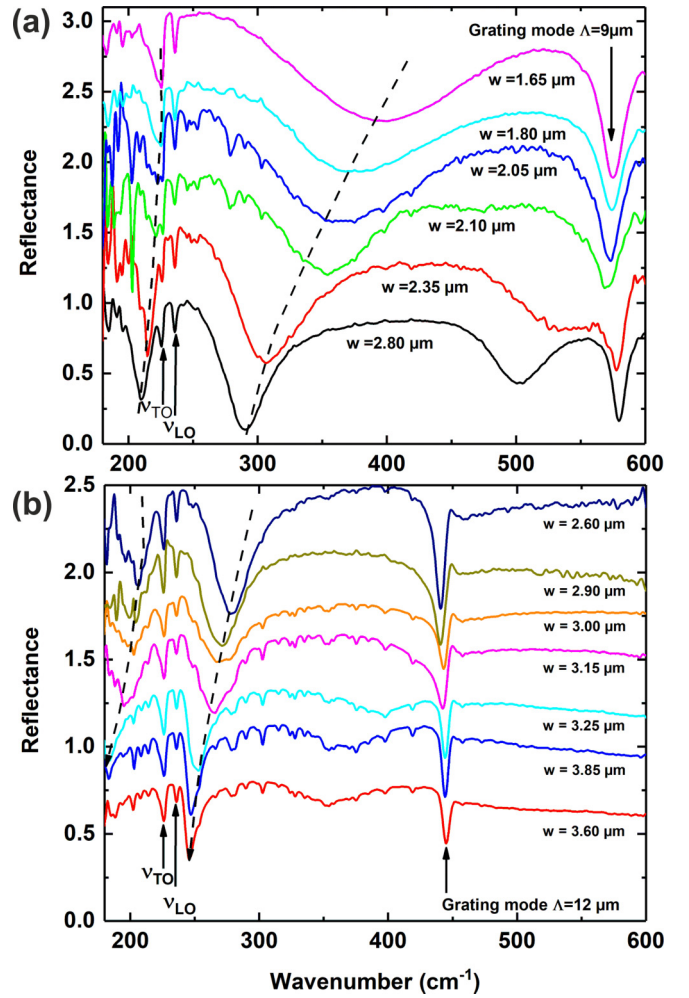 (a)
3.0
2.5
2.0
1.5
1.0
0.5
0.0
Reflectance
Grating mode Λ=9μm
w =1.65 μm
w =1.80 μm
w =2.05 μm
w =2.10 μm
w =2.35 μm
w =2.80 μm
νTO
νLO
200 300 400 500 600
(b)
2.5
2.0
1.5
1.0
0.5
0.0
Reflectance
w = 2.60 μm
w = 2.90 μm
w = 3.00 μm
w = 3.15 μm
w = 3.25 μm
w = 3.85 μm
w = 3.60 μm
νTO
νLO
Grating mode Λ=12 μm
200 300 400 500 600
Wavenumber (cm⁻¹)